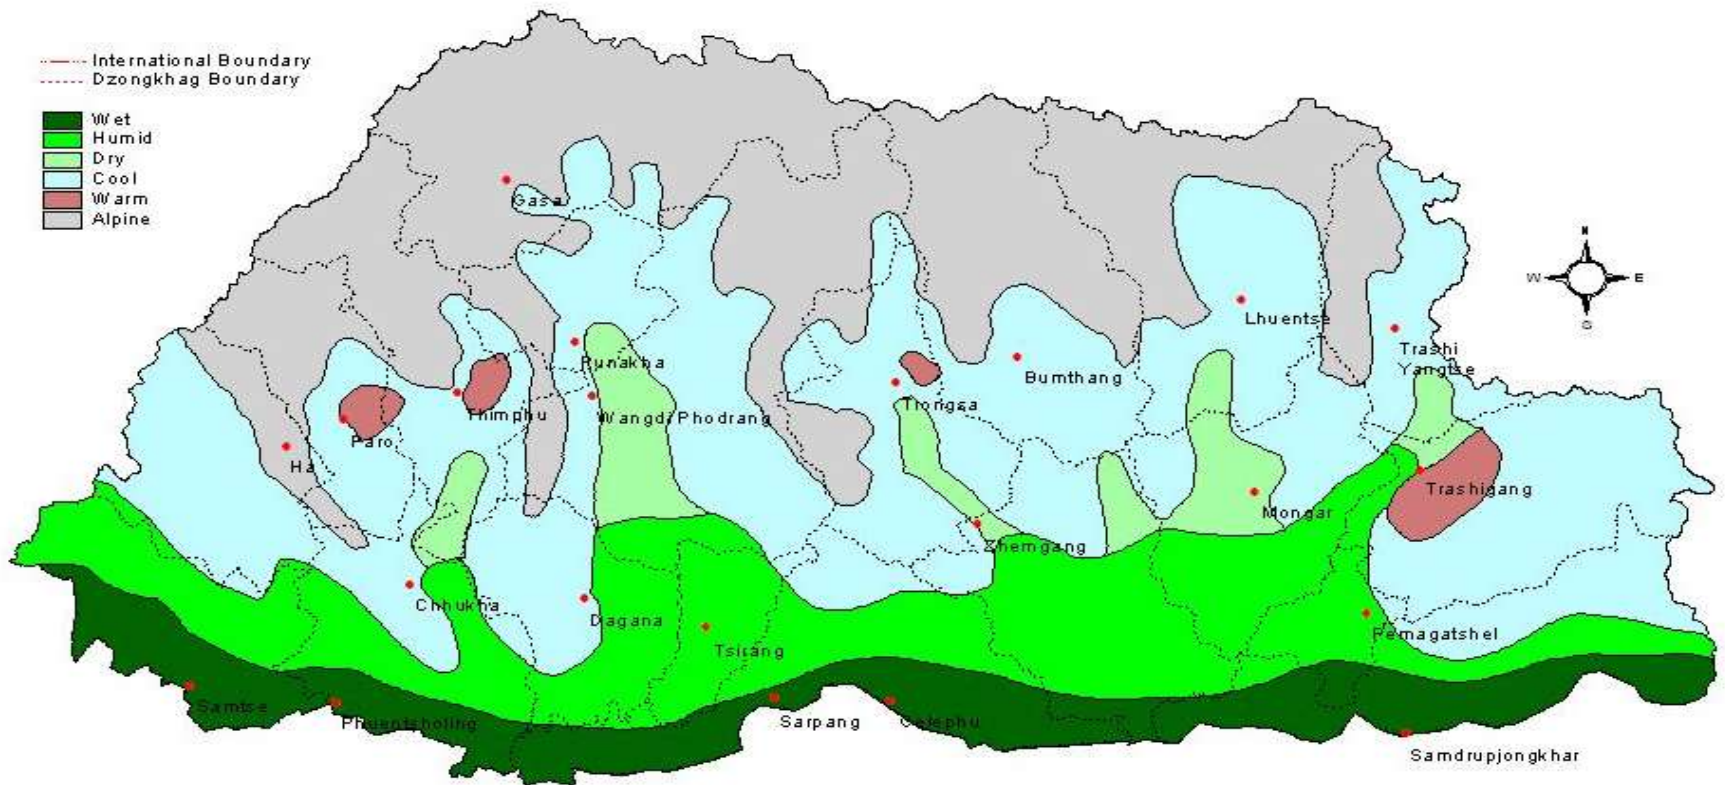 International Boundary
Dzongkhag Boundary
Wet
Humid
Dry
Cool
Warm
Alpine
Gasa
N
W
E
S
Lhuentse
Punakha
Trashi
Yangtse
Bumthang
Thimphu
Wangdi Phodrang
Trongsa
Paro
Ha
Trashigang
Mongar
Zhemgang
Chhukha
Dagana
Pemagatshel
Tsirang
Samtse
Phuentsholing
Sarpang
Gelephu
Samdrupjongkhar